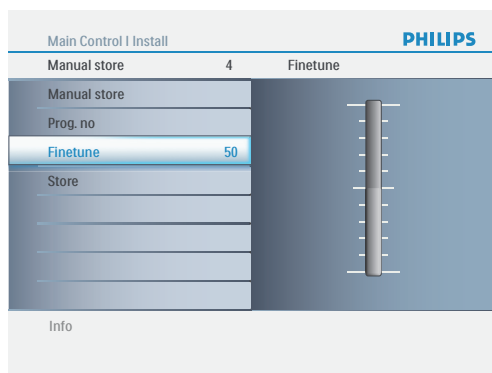 Main Control I Install
PHILIPS
Manual store 4 Finetune
Manual store
Prog. no
Finetune 50
Store
Info